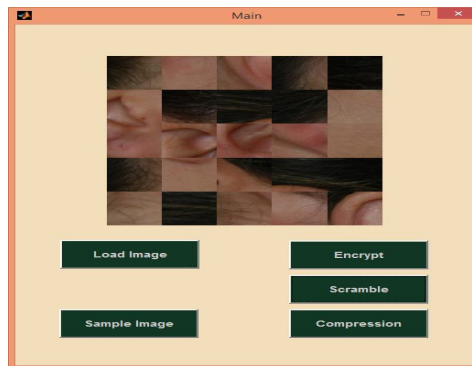 Main
Load Image
Encrypt
Scramble
Sample Image
Compression